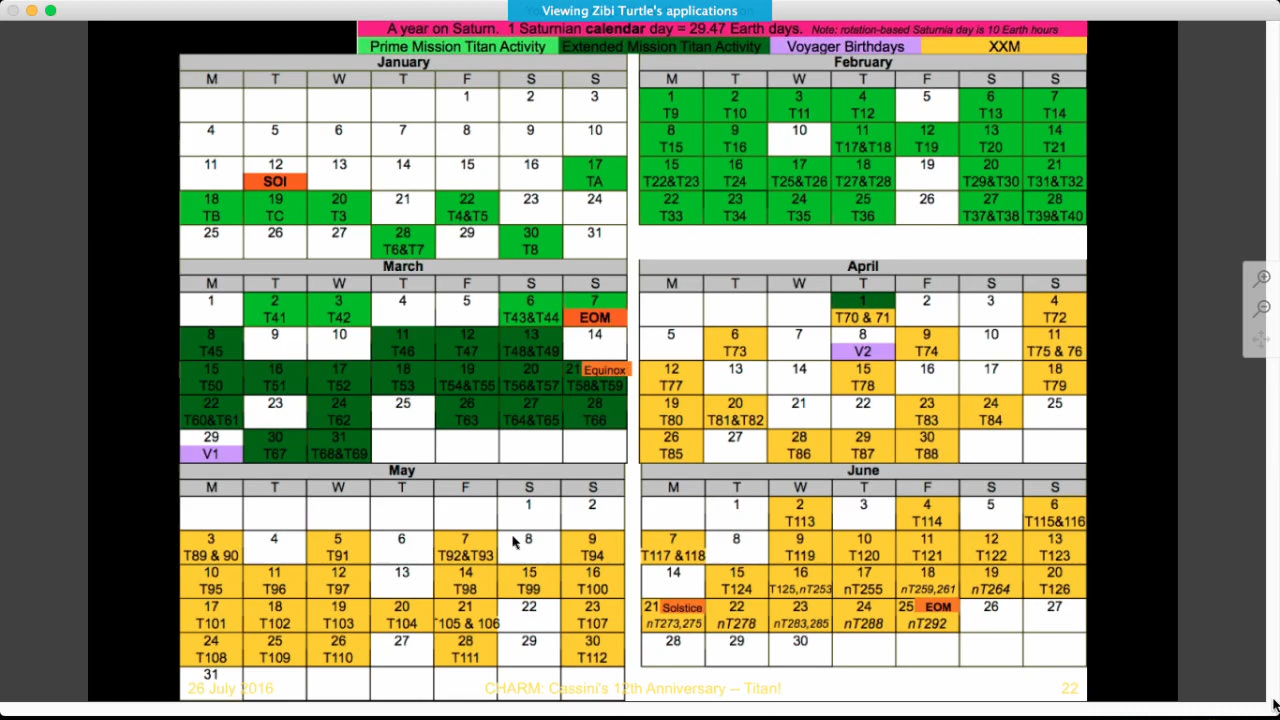 Viewing Zibi Turtle's applications
A year on Saturn. 1 Saturnian calendar day = 29.47 Earth days. Note: rotation-based Saturnia day is 10 Earth hours
Prime Mission Titan Activity Extended Mission Titan Activity Voyager Birthdays XXM
January
M T W T F S S
1 2 3
4 5 6 7 8 9 10
11 12 13 14 15 16 17
SOI TA
18 19 20 21 22 23 24
TB TC T3 T4&T5
25 26 27 28 29 30 31
T6&T7 T8
February
M T W T F S S
1 2 3 4 5 6 7
T9 T10 T11 T12 T13 T14
8 9 10 11 12 13 14
T15 T16 T17&T18 T19 T20 T21
15 16 17 18 19 20 21
T22&T23 T24 T25&T26 T27&T28 T29&T30 T31&T32
22 23 24 25 26 27 28
T33 T34 T35 T36 T37&T38 T39&T40
March
M T W T F S S
1 2 3 4 5 6 7
T41 T42 T43&T44 EOM
8 9 10 11 12 13 14
T45 T46 T47 T48&T49
15 16 17 18 19 20 21 Equinox
T50 T51 T52 T53 T54&T55 T56&T57 T58&T59
22 23 24 25 26 27 28
T60&T61 T62 T63 T64&T65 T66
29 30 31
V1 T67 T68&T69
April
M T W T F S S
1 2 3 4
T70 & 71 T72
5 6 7 8 9 10 11
T73 V2 T74 T75 & 76
12 13 14 15 16 17 18
T77 T78 T79
19 20 21 22 23 24 25
T80 T81&T82 T83 T84
26 27 28 29 30
T85 T86 T87 T88
May
M T W T F S S
1 2
3 4 5 6 7 8 9
T89 & 90 T91 T92&T93 T94
10 11 12 13 14 15 16
T95 T96 T97 T98 T99 T100
17 18 19 20 21 22 23
T101 T102 T103 T104 105 & 106 T107
24 25 26 27 28 29 30
T108 T109 T110 T111 T112
31
June
M T W T F S S
1 2 3 4 5 6
T113 T114 T115&116
7 8 9 10 11 12 13
T117 &118 T119 T120 T121 T122 T123
14 15 16 17 18 19 20
T124 T125,nT253 nT255 nT259,261 nT264 T126
21 Solstice 22 23 24 25 EOM 26 27
nT273,275 nT278 nT283,285 nT288 nT292
28 29 30
26 July 2016 CHARM: Cassini's 12th Anniversary -- Titan! 22